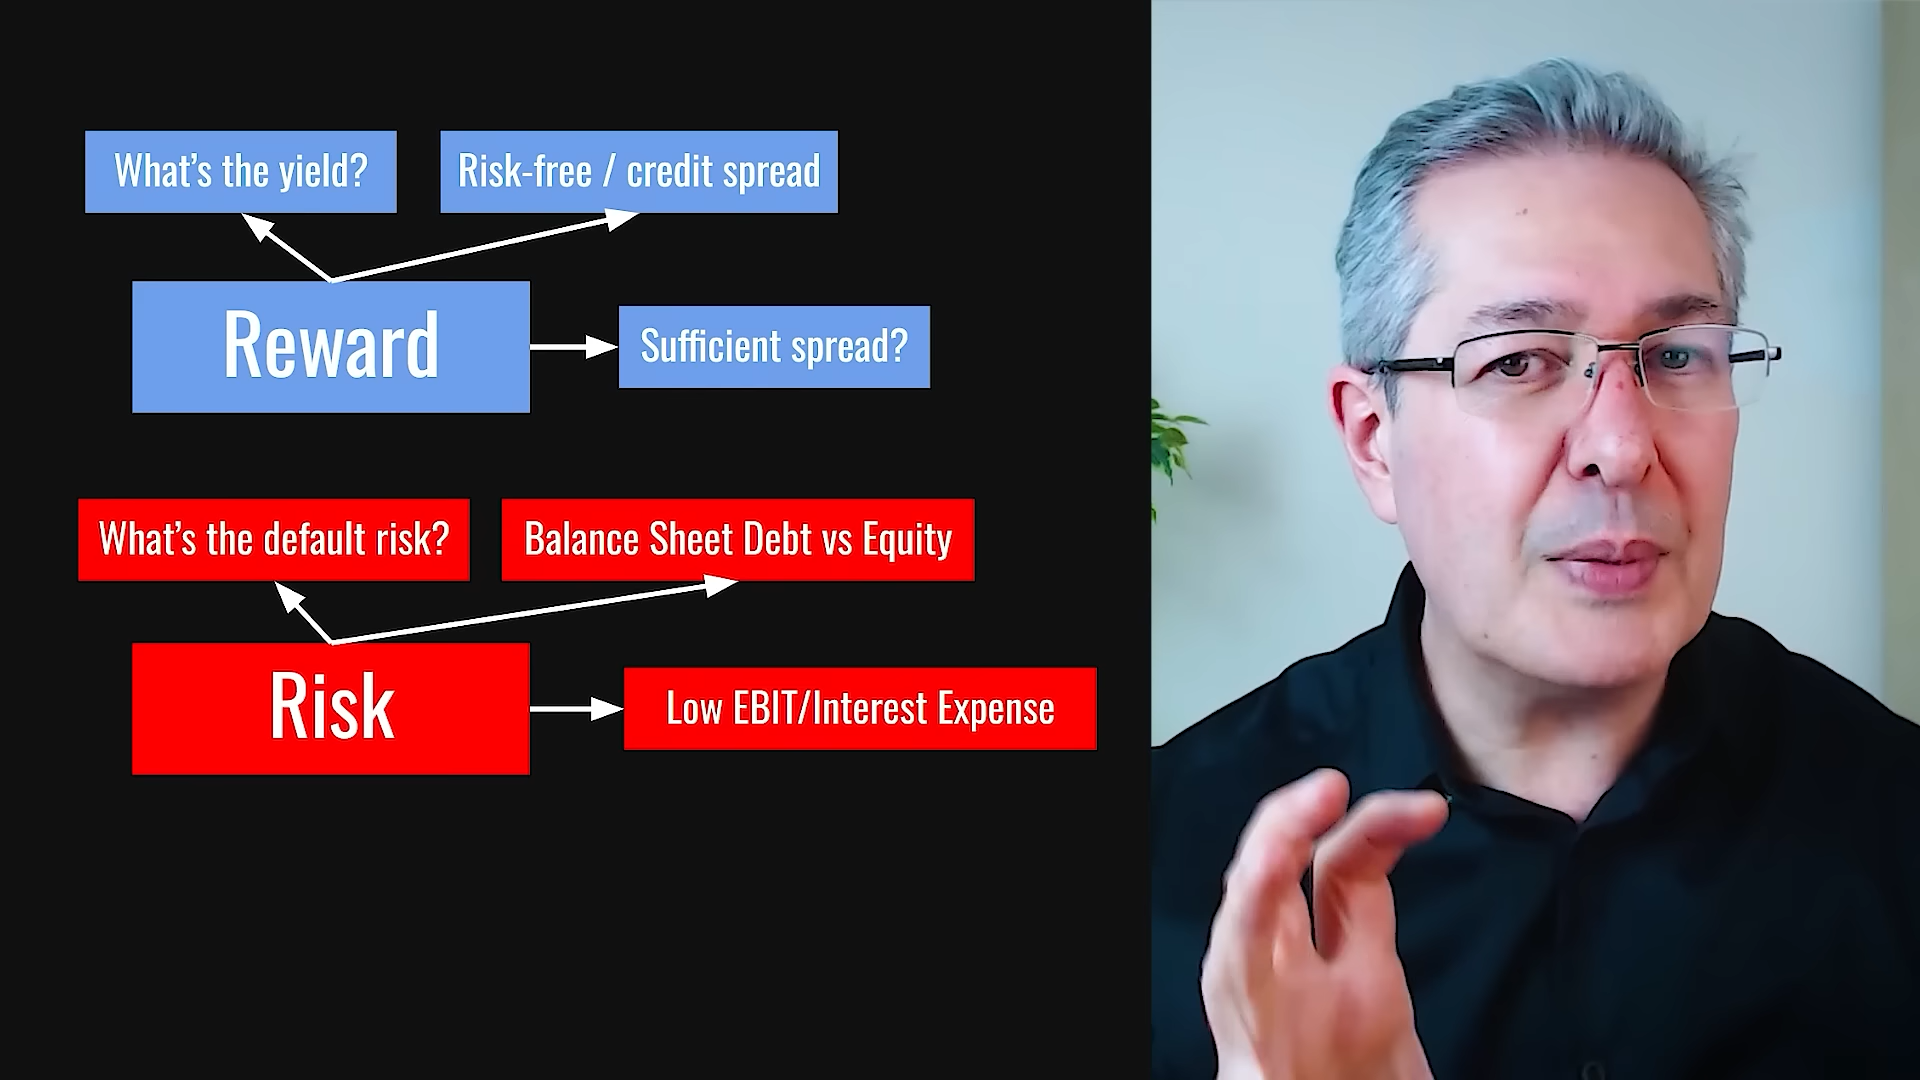 What's the yield?
Risk-free / credit spread
Reward
Sufficient spread?
What's the default risk?
Balance Sheet Debt vs Equity
Risk
Low EBIT/Interest Expense